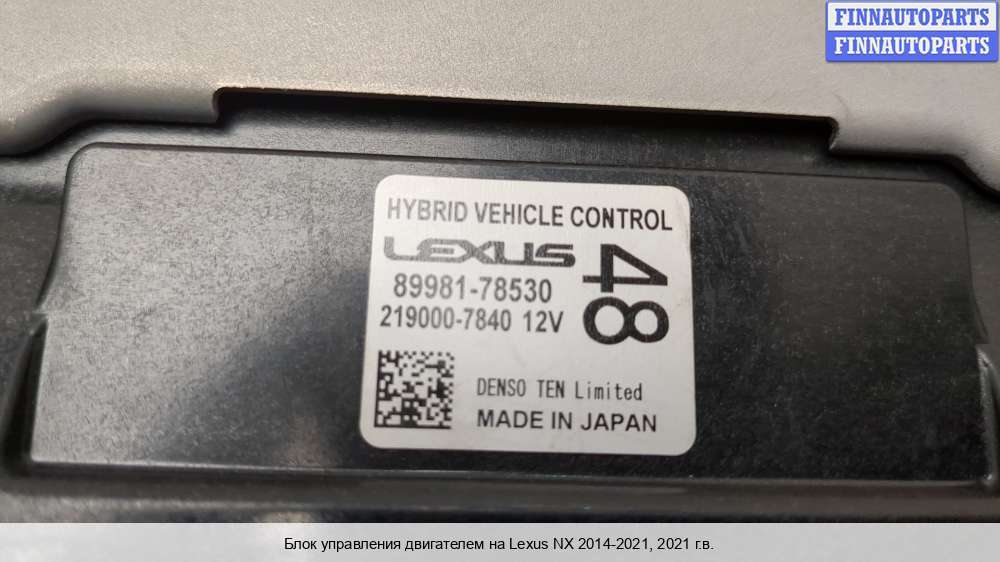 FINNAUTOPARTS
FINNAUTOPARTS
HYBRID VEHICLE CONTROL
LEXUS
48
89981-78530
219000-7840 12V
DENSO TEN Limited
MADE IN JAPAN
Блок управления двигателем на Lexus NX 2014-2021, 2021 г.в.